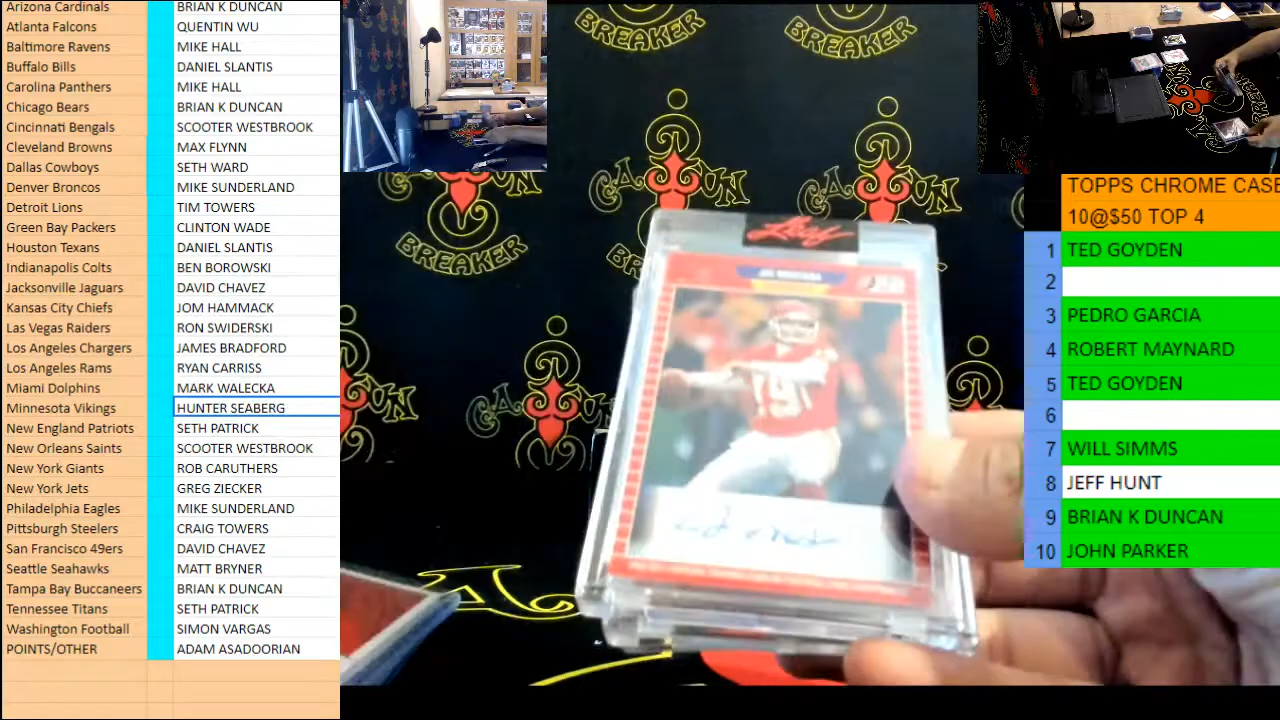 Arizona Cardinals BRIAN K DUNCAN
Atlanta Falcons QUENTIN WU
Baltimore Ravens MIKE HALL
Buffalo Bills DANIEL SLANTIS
Carolina Panthers MIKE HALL
Chicago Bears BRIAN K DUNCAN
Cincinnati Bengals SCOOTER WESTBROOK
Cleveland Browns MAX FLYNN
Dallas Cowboys SETH WARD
Denver Broncos MIKE SUNDERLAND
Detroit Lions TIM TOWERS
Green Bay Packers CLINTON WADE
Houston Texans DANIEL SLANTIS
Indianapolis Colts BEN BOROWSKI
Jacksonville Jaguars DAVID CHAVEZ
Kansas City Chiefs JOM HAMMACK
Las Vegas Raiders RON SWIDERSKI
Los Angeles Chargers JAMES BRADFORD
Los Angeles Rams RYAN CARRISS
Miami Dolphins MARK WALECKA
Minnesota Vikings HUNTER SEABERG
New England Patriots SETH PATRICK
New Orleans Saints SCOOTER WESTBROOK
New York Giants ROB CARUTHERS
New York Jets GREG ZIECKER
Philadelphia Eagles MIKE SUNDERLAND
Pittsburgh Steelers CRAIG TOWERS
San Francisco 49ers DAVID CHAVEZ
Seattle Seahawks MATT BRYNER
Tampa Bay Buccaneers BRIAN K DUNCAN
Tennessee Titans SETH PATRICK
Washington Football SIMON VARGAS
POINTS/OTHER ADAM ASADOORIAN
BREAKER
BREAKER
CAJUN
BREAKER
BREAKER
Leaf
19
TOPPS CHROME CASE
10@$50 TOP 4
1 TED GOYDEN
2
3 PEDRO GARCIA
4 ROBERT MAYNARD
5 TED GOYDEN
6
7 WILL SIMMS
8 JEFF HUNT
9 BRIAN K DUNCAN
10 JOHN PARKER